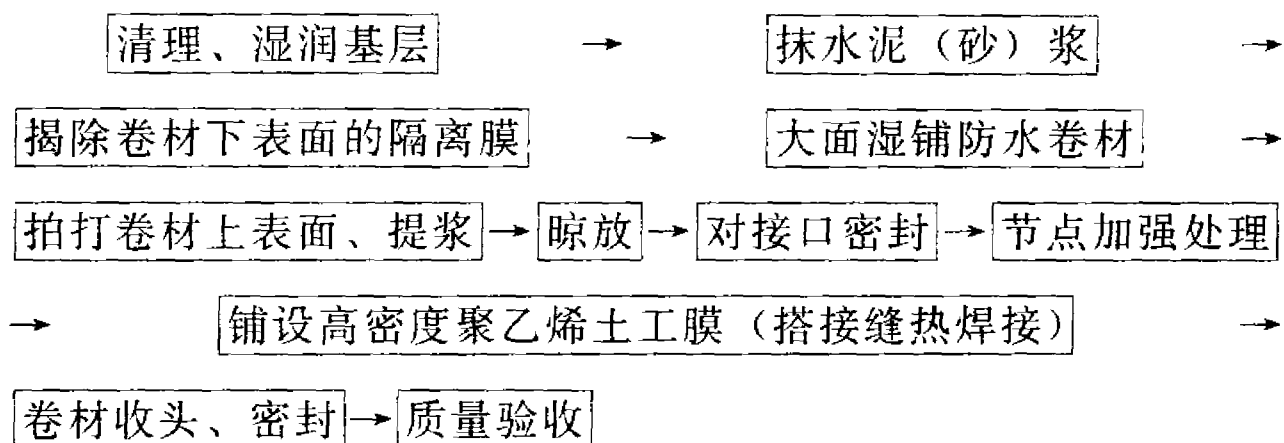 清理、湿润基层 → 抹水泥（砂）浆 →
揭除卷材下表面的隔离膜 → 大面湿铺防水卷材 →
拍打卷材上表面、提浆 → 晾放 → 对接口密封 → 节点加强处理
→ 铺设高密度聚乙烯土工膜（搭接缝热焊接） →
卷材收头、密封 → 质量验收